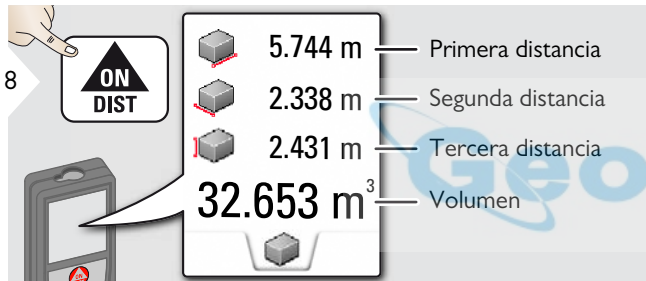 8
ON
DIST
5.744 m Primera distancia
2.338 m Segunda distancia
2.431 m Tercera distancia
32.653 m³ Volumen
Geo
ON